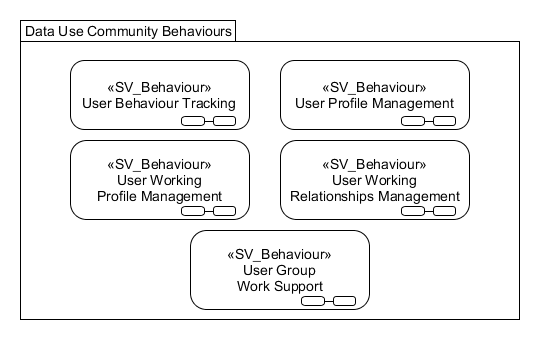 Data Use Community Behaviours
«SV_Behaviour»
User Behaviour Tracking
«SV_Behaviour»
User Profile Management
«SV_Behaviour»
User Working
Profile Management
«SV_Behaviour»
User Working
Relationships Management
«SV_Behaviour»
User Group
Work Support